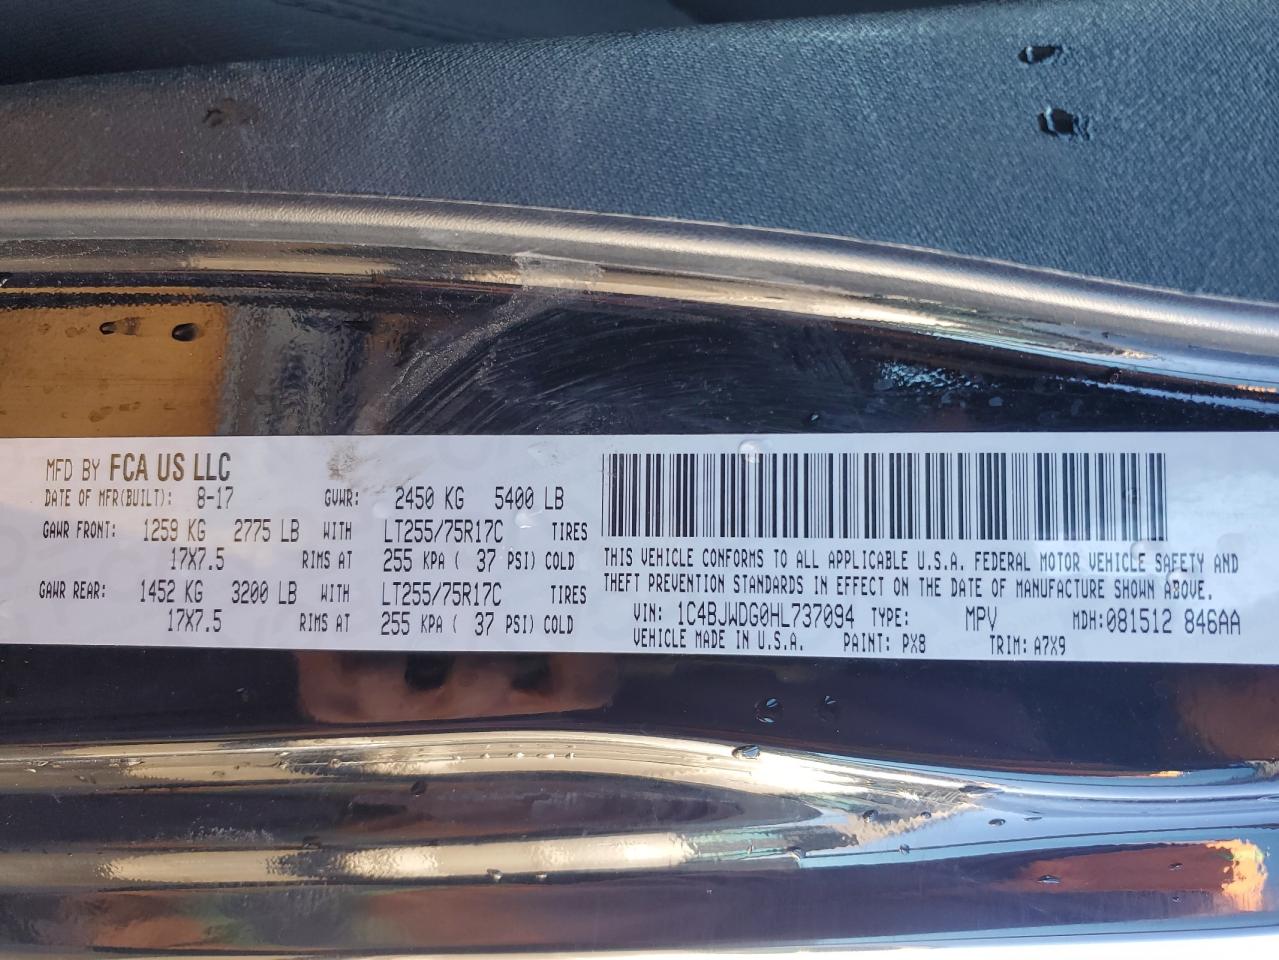 MFD BY FCA US LLC
DATE OF MFR(BUILT): 8-17 GVWR: 2450 KG 5400 LB
GAWR FRONT: 1259 KG 2775 LB WITH LT255/75R17C TIRES
17X7.5 RIMS AT 255 KPA ( 37 PSI) COLD
GAWR REAR: 1452 KG 3200 LB WITH LT255/75R17C TIRES
17X7.5 RIMS AT 255 KPA ( 37 PSI) COLD
THIS VEHICLE CONFORMS TO ALL APPLICABLE U.S.A. FEDERAL MOTOR VEHICLE SAFETY AND
THEFT PREVENTION STANDARDS IN EFFECT ON THE DATE OF MANUFACTURE SHOWN ABOVE.
VIN: 1C4BJWDG0HL737094 TYPE: MPV MDH:081512 846AA
VEHICLE MADE IN U.S.A. PAINT: PX8 TRIM: A7X9